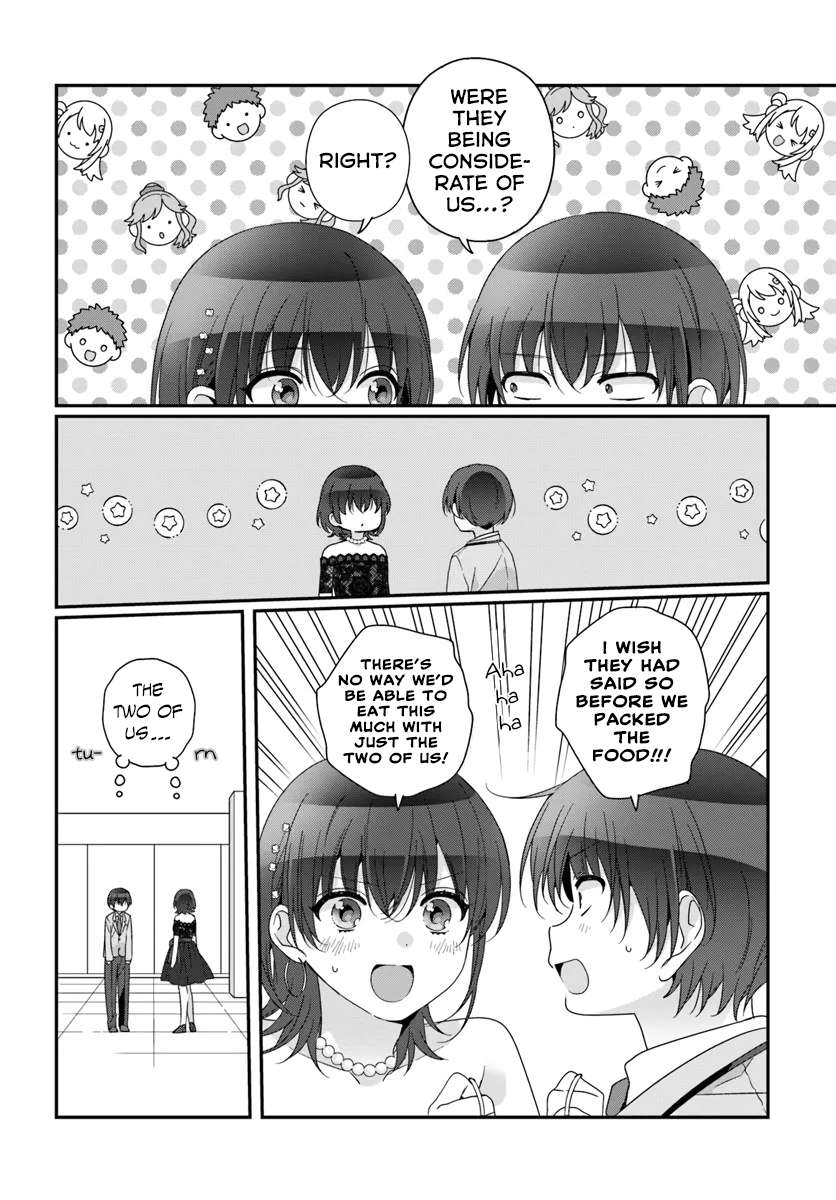 WERE
THEY
BEING
CONSIDE-
RATE OF
US...?
RIGHT?
I WISH
THEY HAD
SAID SO
BEFORE WE
PACKED
THE
FOOD!!!
Aha
ha
ha
THERE'S
NO WAY WE'D
BE ABLE TO
EAT THIS
MUCH WITH
JUST THE
TWO OF US!
THE
TWO OF
US...
tu- rn